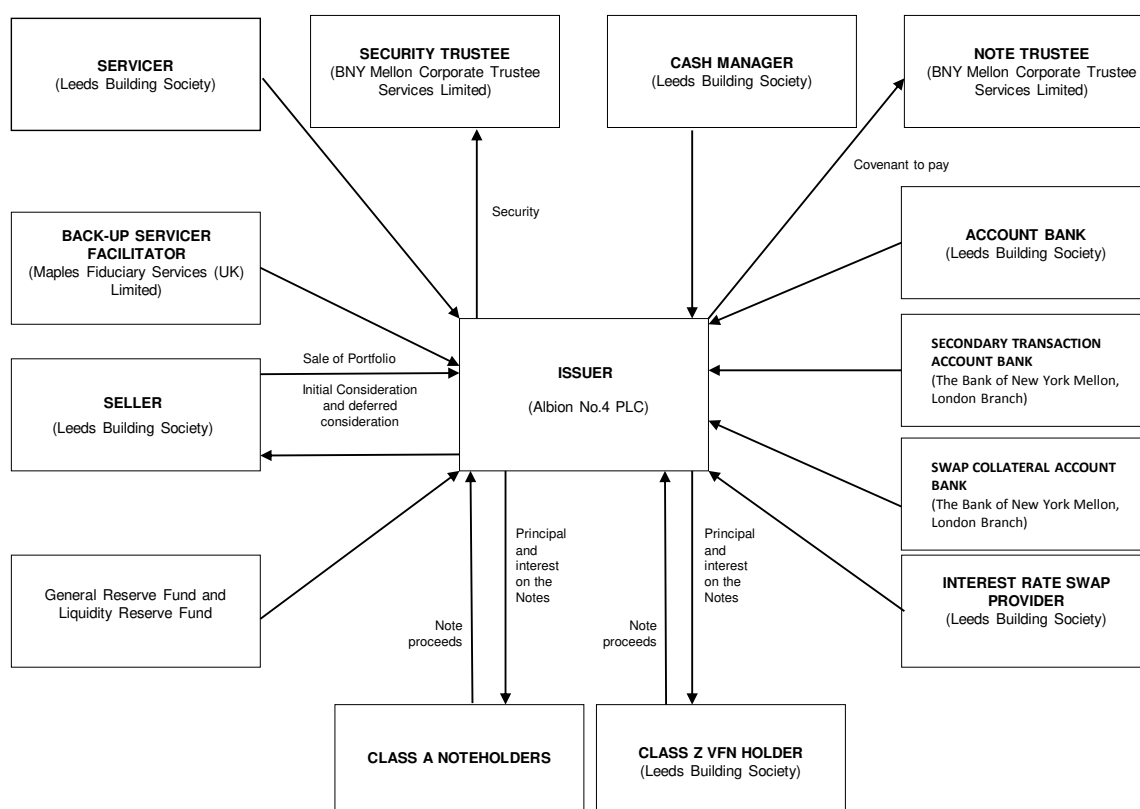 SERVICER
(Leeds Building Society)
SECURITY TRUSTEE
(BNY Mellon Corporate Trustee
Services Limited)
CASH MANAGER
(Leeds Building Society)
NOTE TRUSTEE
(BNY Mellon Corporate Trustee
Services Limited)
Covenant to pay
Security
BACK-UP SERVICER
FACILITATOR
(Maples Fiduciary Services (UK)
Limited)
ACCOUNT BANK
(Leeds Building Society)
Sale of Portfolio
Initial Consideration
and deferred
consideration
SELLER
(Leeds Building Society)
ISSUER
(Albion No.4 PLC)
SECONDARY TRANSACTION
ACCOUNT BANK
(The Bank of New York Mellon,
London Branch)
SWAP COLLATERAL ACCOUNT
BANK
(The Bank of New York Mellon,
London Branch)
General Reserve Fund and
Liquidity Reserve Fund
Note
proceeds
Principal
and
interest
on the
Notes
Note
proceeds
Principal
and
interest
on the
Notes
INTEREST RATE SWAP
PROVIDER
(Leeds Building Society)
CLASS A NOTEHOLDERS
CLASS Z VFN HOLDER
(Leeds Building Society)